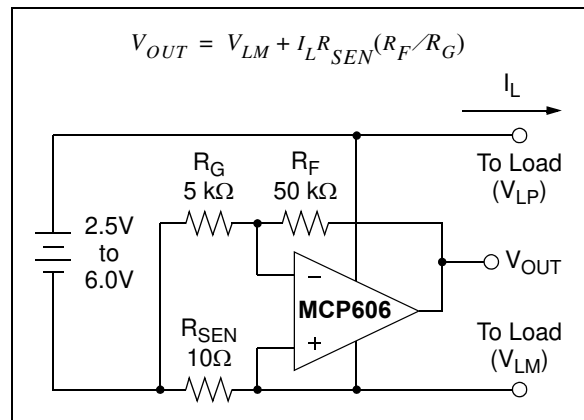 V_OUT = V_LM + I_L R_SEN (R_F/R_G)
I_L
To Load
(V_LP)
R_G
5 kΩ
R_F
50 kΩ
2.5V
to
6.0V
−
MCP606
+
V_OUT
R_SEN
10Ω
To Load
(V_LM)